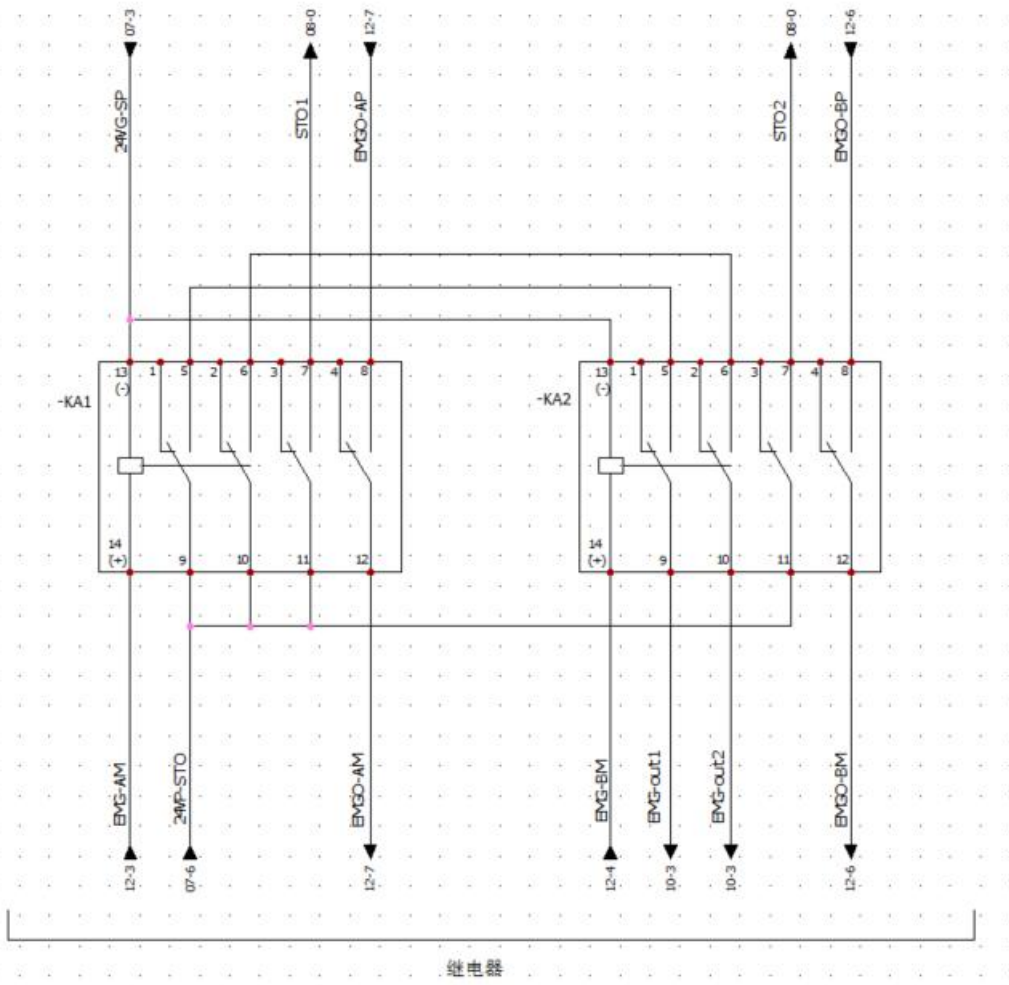 07-3
08-0
12-7
08-0
12-6
24VG-SP
STO1
EMGO-AP
STO2
EMGO-BP
13 1 5 2 6 3 7 4 8
(-)
-KA1
13 1 5 2 6 3 7 4 8
(-)
-KA2
14
(+) 9 10 11 12
14
(+) 9 10 11 12
EMG-AM
24VP-STO
EMGO-AM
EMG-BM
EMG-out1
EMG-out2
EMGO-BM
12-3
07-6
12-7
12-4
10-3
10-3
12-6
继电器